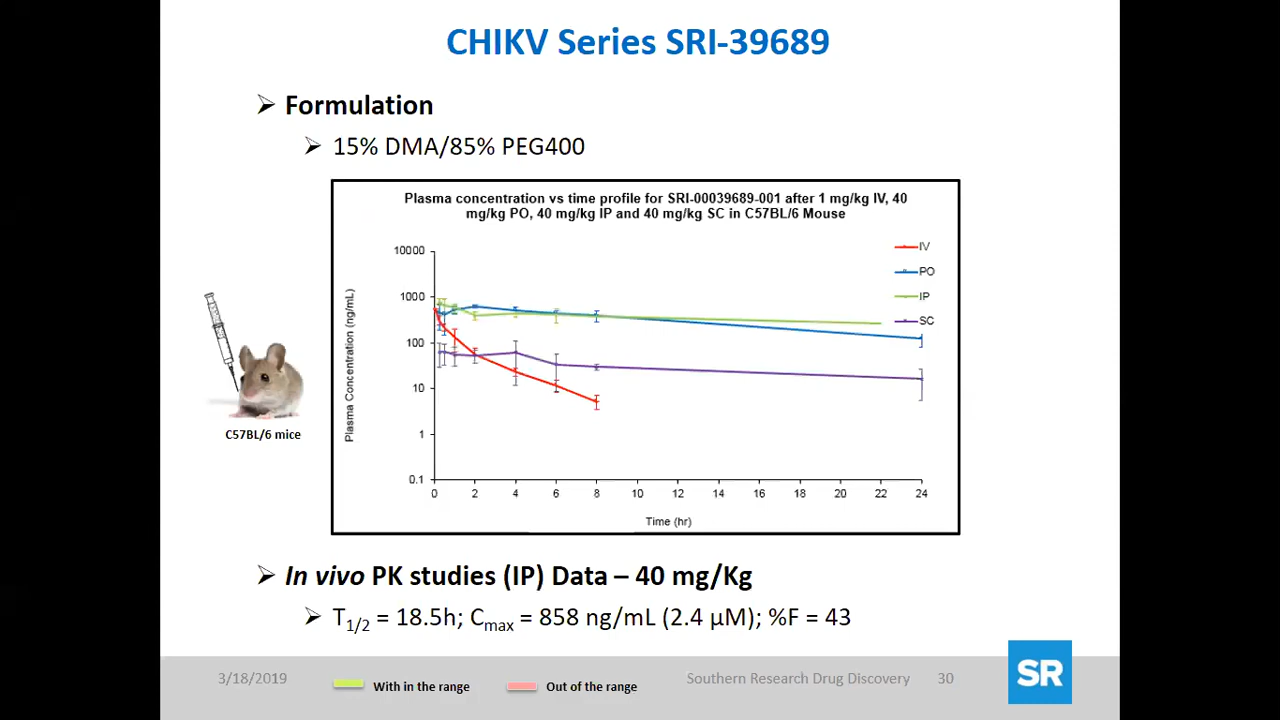 CHIKV Series SRI-39689
➢ Formulation
➢ 15% DMA/85% PEG400
Plasma concentration vs time profile for SRI-00039689-001 after 1 mg/kg IV, 40
mg/kg PO, 40 mg/kg IP and 40 mg/kg SC in C57BL/6 Mouse
IV
PO
IP
SC
Plasma Concentration (ng/mL)
10000
1000
100
10
1
0.1
0 2 4 6 8 10 12 14 16 18 20 22 24
Time (hr)
C57BL/6 mice
➢ In vivo PK studies (IP) Data – 40 mg/Kg
➢ T1/2 = 18.5h; Cmax = 858 ng/mL (2.4 µM); %F = 43
3/18/2019
With in the range
Out of the range
Southern Research Drug Discovery
30
SR